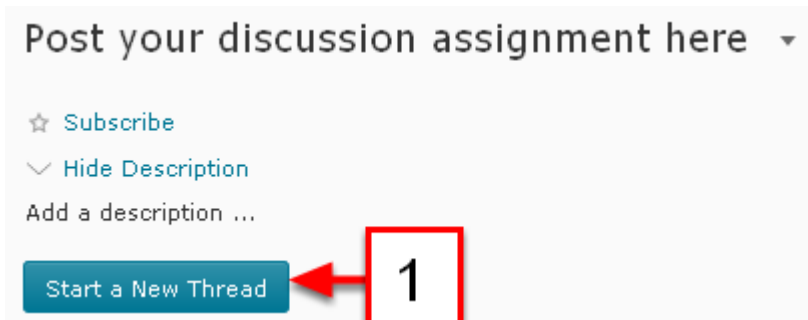 Post your discussion assignment here
Subscribe
Hide Description
Add a description ...
Start a New Thread
1